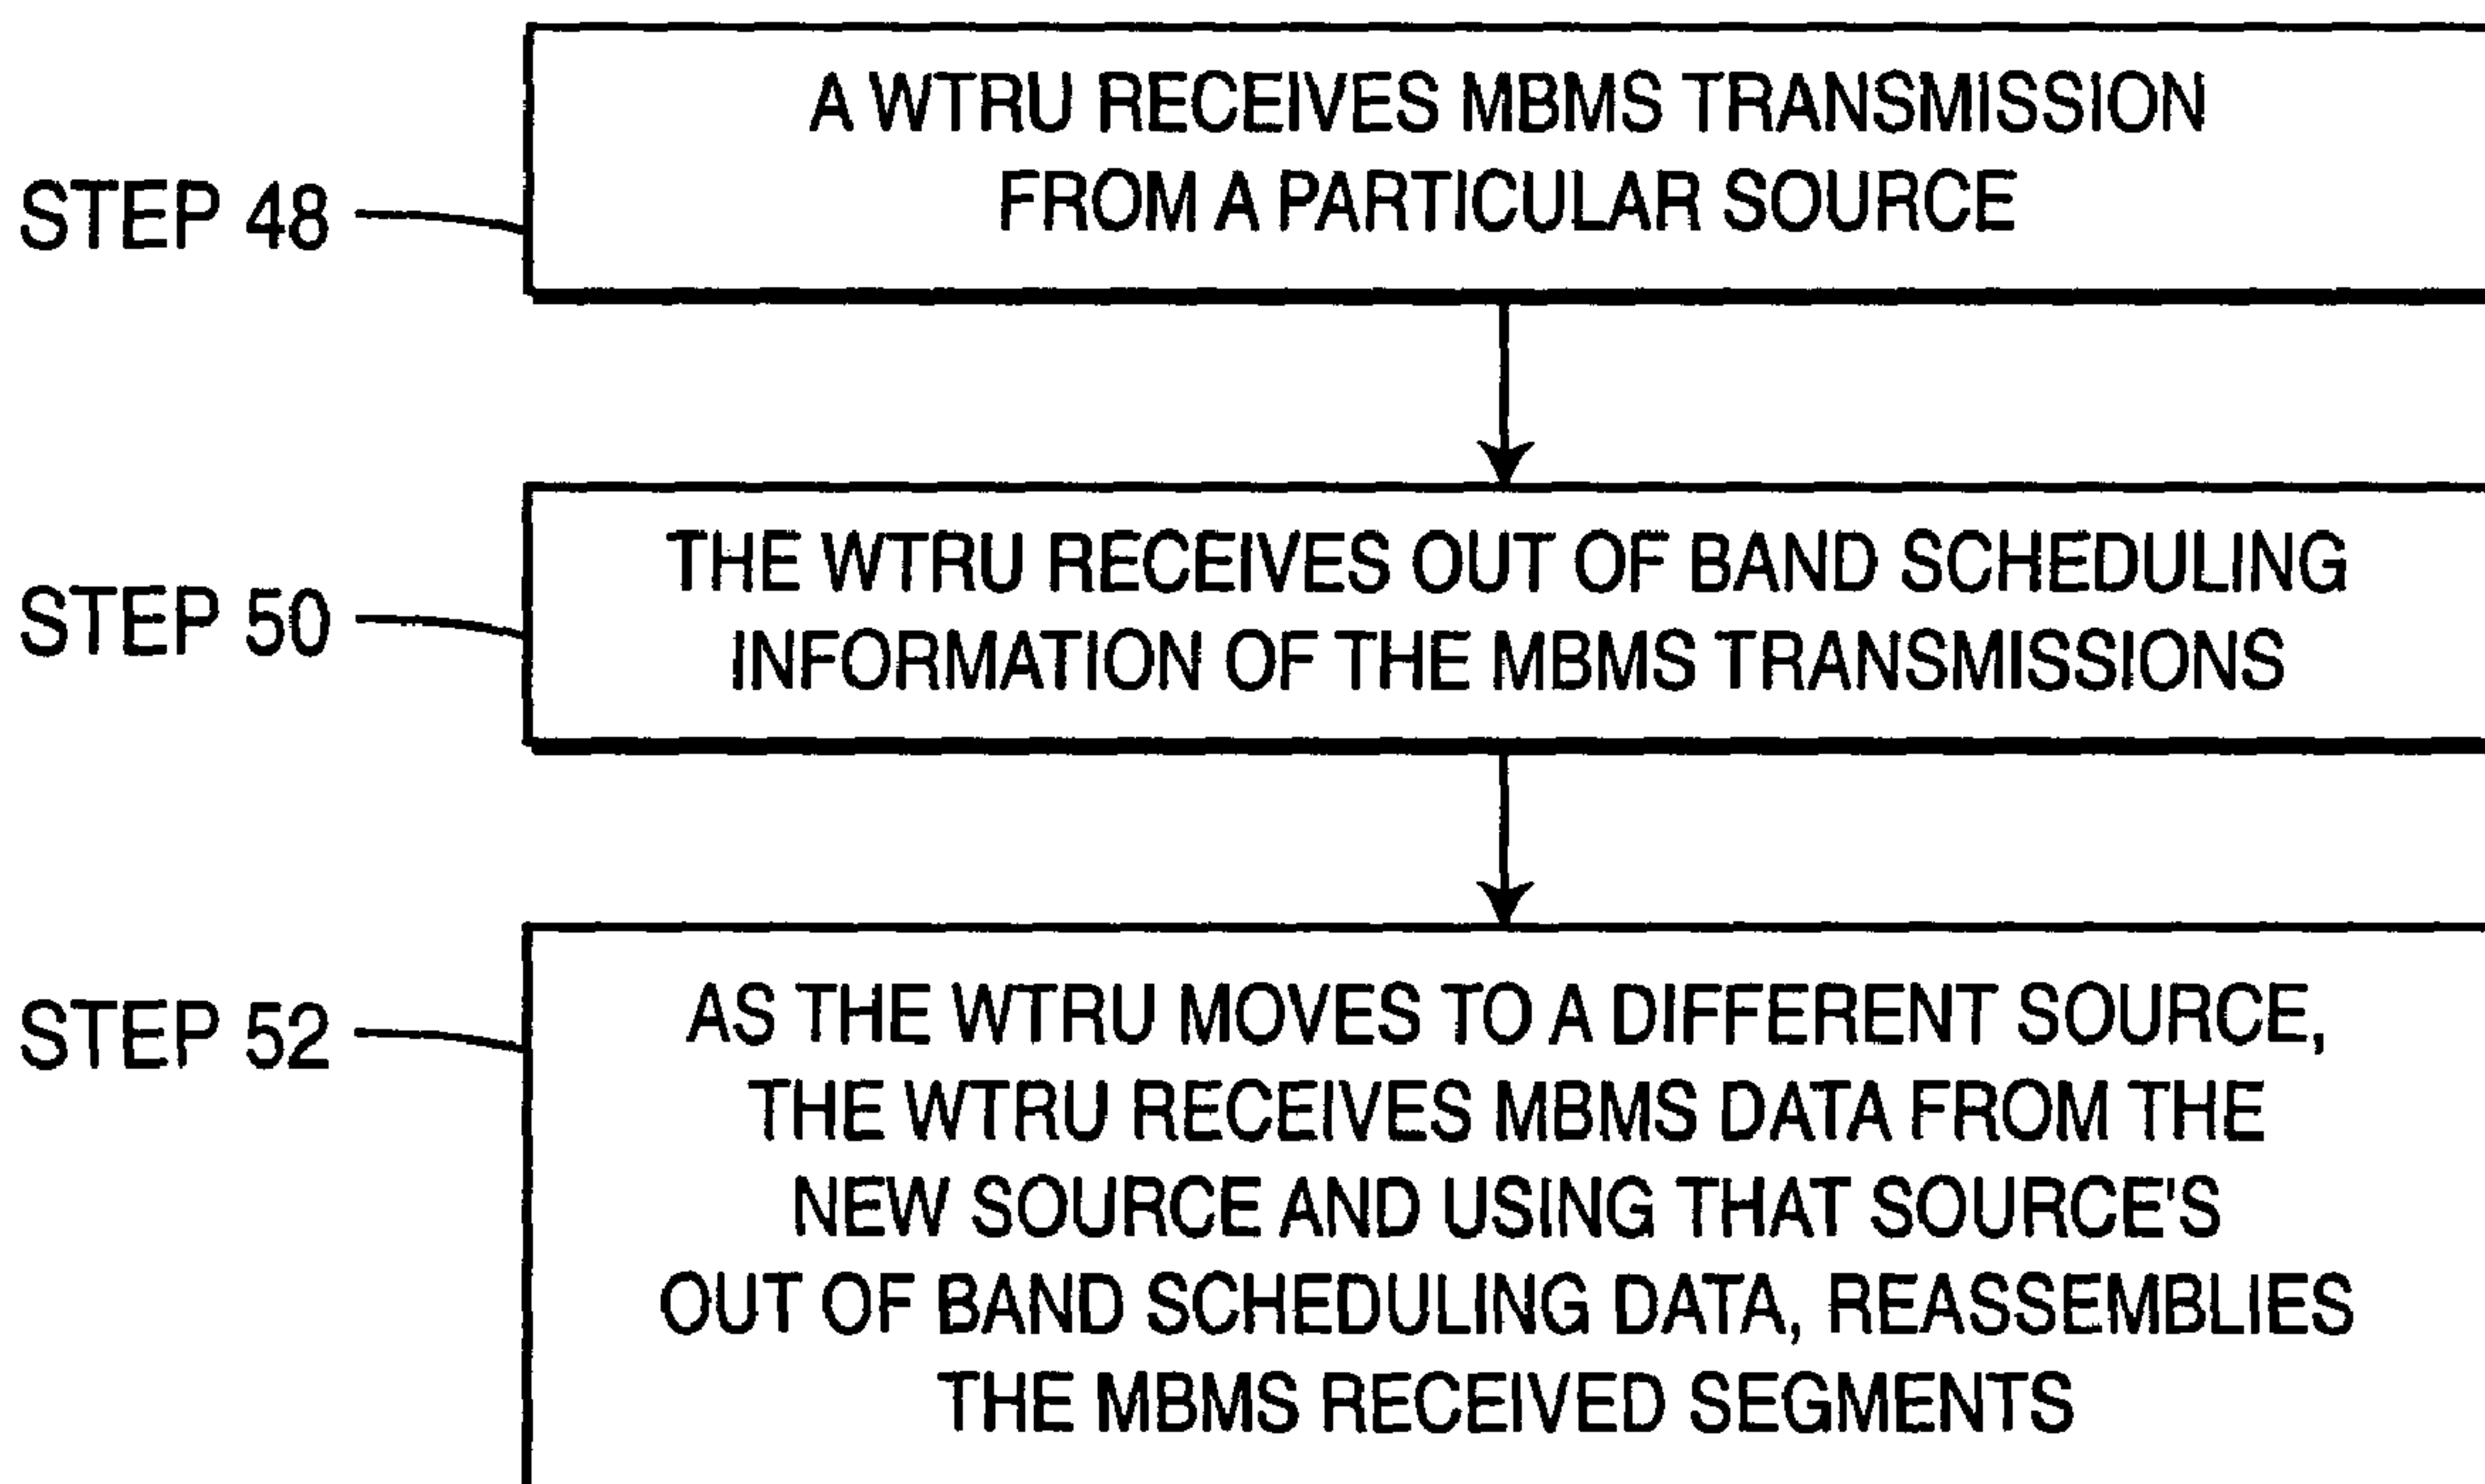 A WTRU RECEIVES MBMS TRANSMISSION
FROM A PARTICULAR SOURCE
STEP 48
THE WTRU RECEIVES OUT OF BAND SCHEDULING
INFORMATION OF THE MBMS TRANSMISSIONS
STEP 50
AS THE WTRU MOVES TO A DIFFERENT SOURCE,
THE WTRU RECEIVES MBMS DATA FROM THE
NEW SOURCE AND USING THAT SOURCE'S
OUT OF BAND SCHEDULING DATA, REASSEMBLIES
THE MBMS RECEIVED SEGMENTS
STEP 52